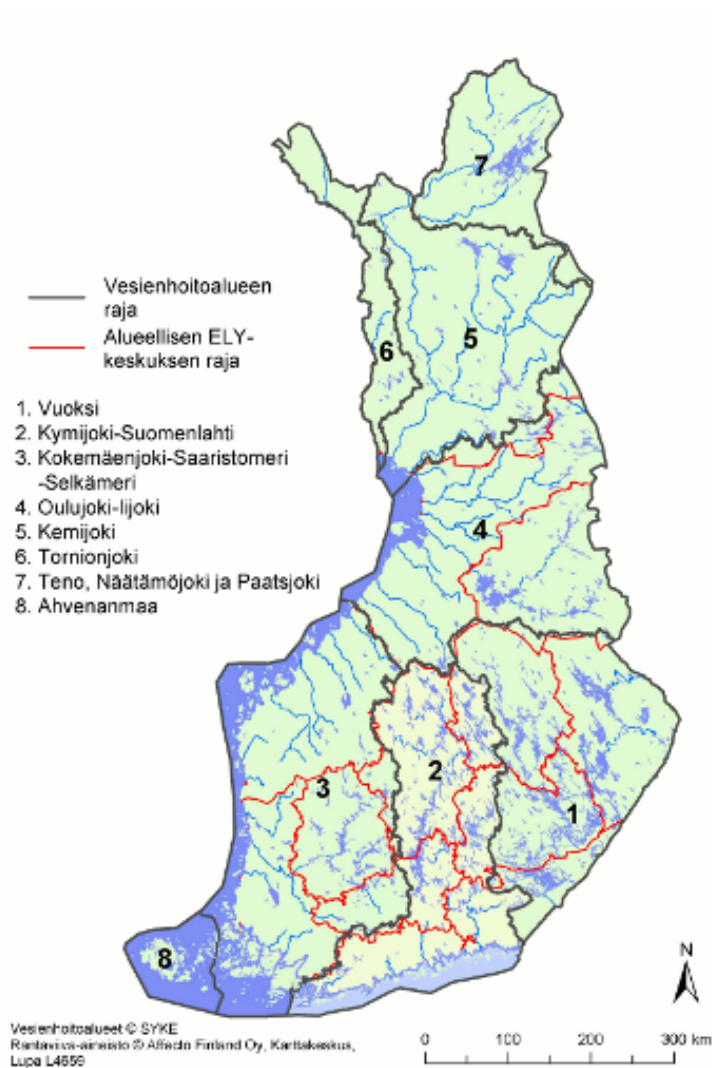 7
Vesienhoitoalueen
raja
Alueellisen ELY-
keskuksen raja
6
5
1. Vuoksi
2. Kymijoki-Suomenlahti
3. Kokemäenjoki-Saaristomeri
-Selkämeri
4. Oulujoki-Iijoki
5. Kemijoki
6. Tornionjoki
7. Teno, Näätämöjoki ja Paatsjoki
8. Ahvenanmaa
4
2
3
1
8
N
Vesienhoitoalueet © SYKE
Rantaviiva-aineisto © Affecto Finland Oy, Karttakeskus,
Lupa L4659
0 100 200 300 km